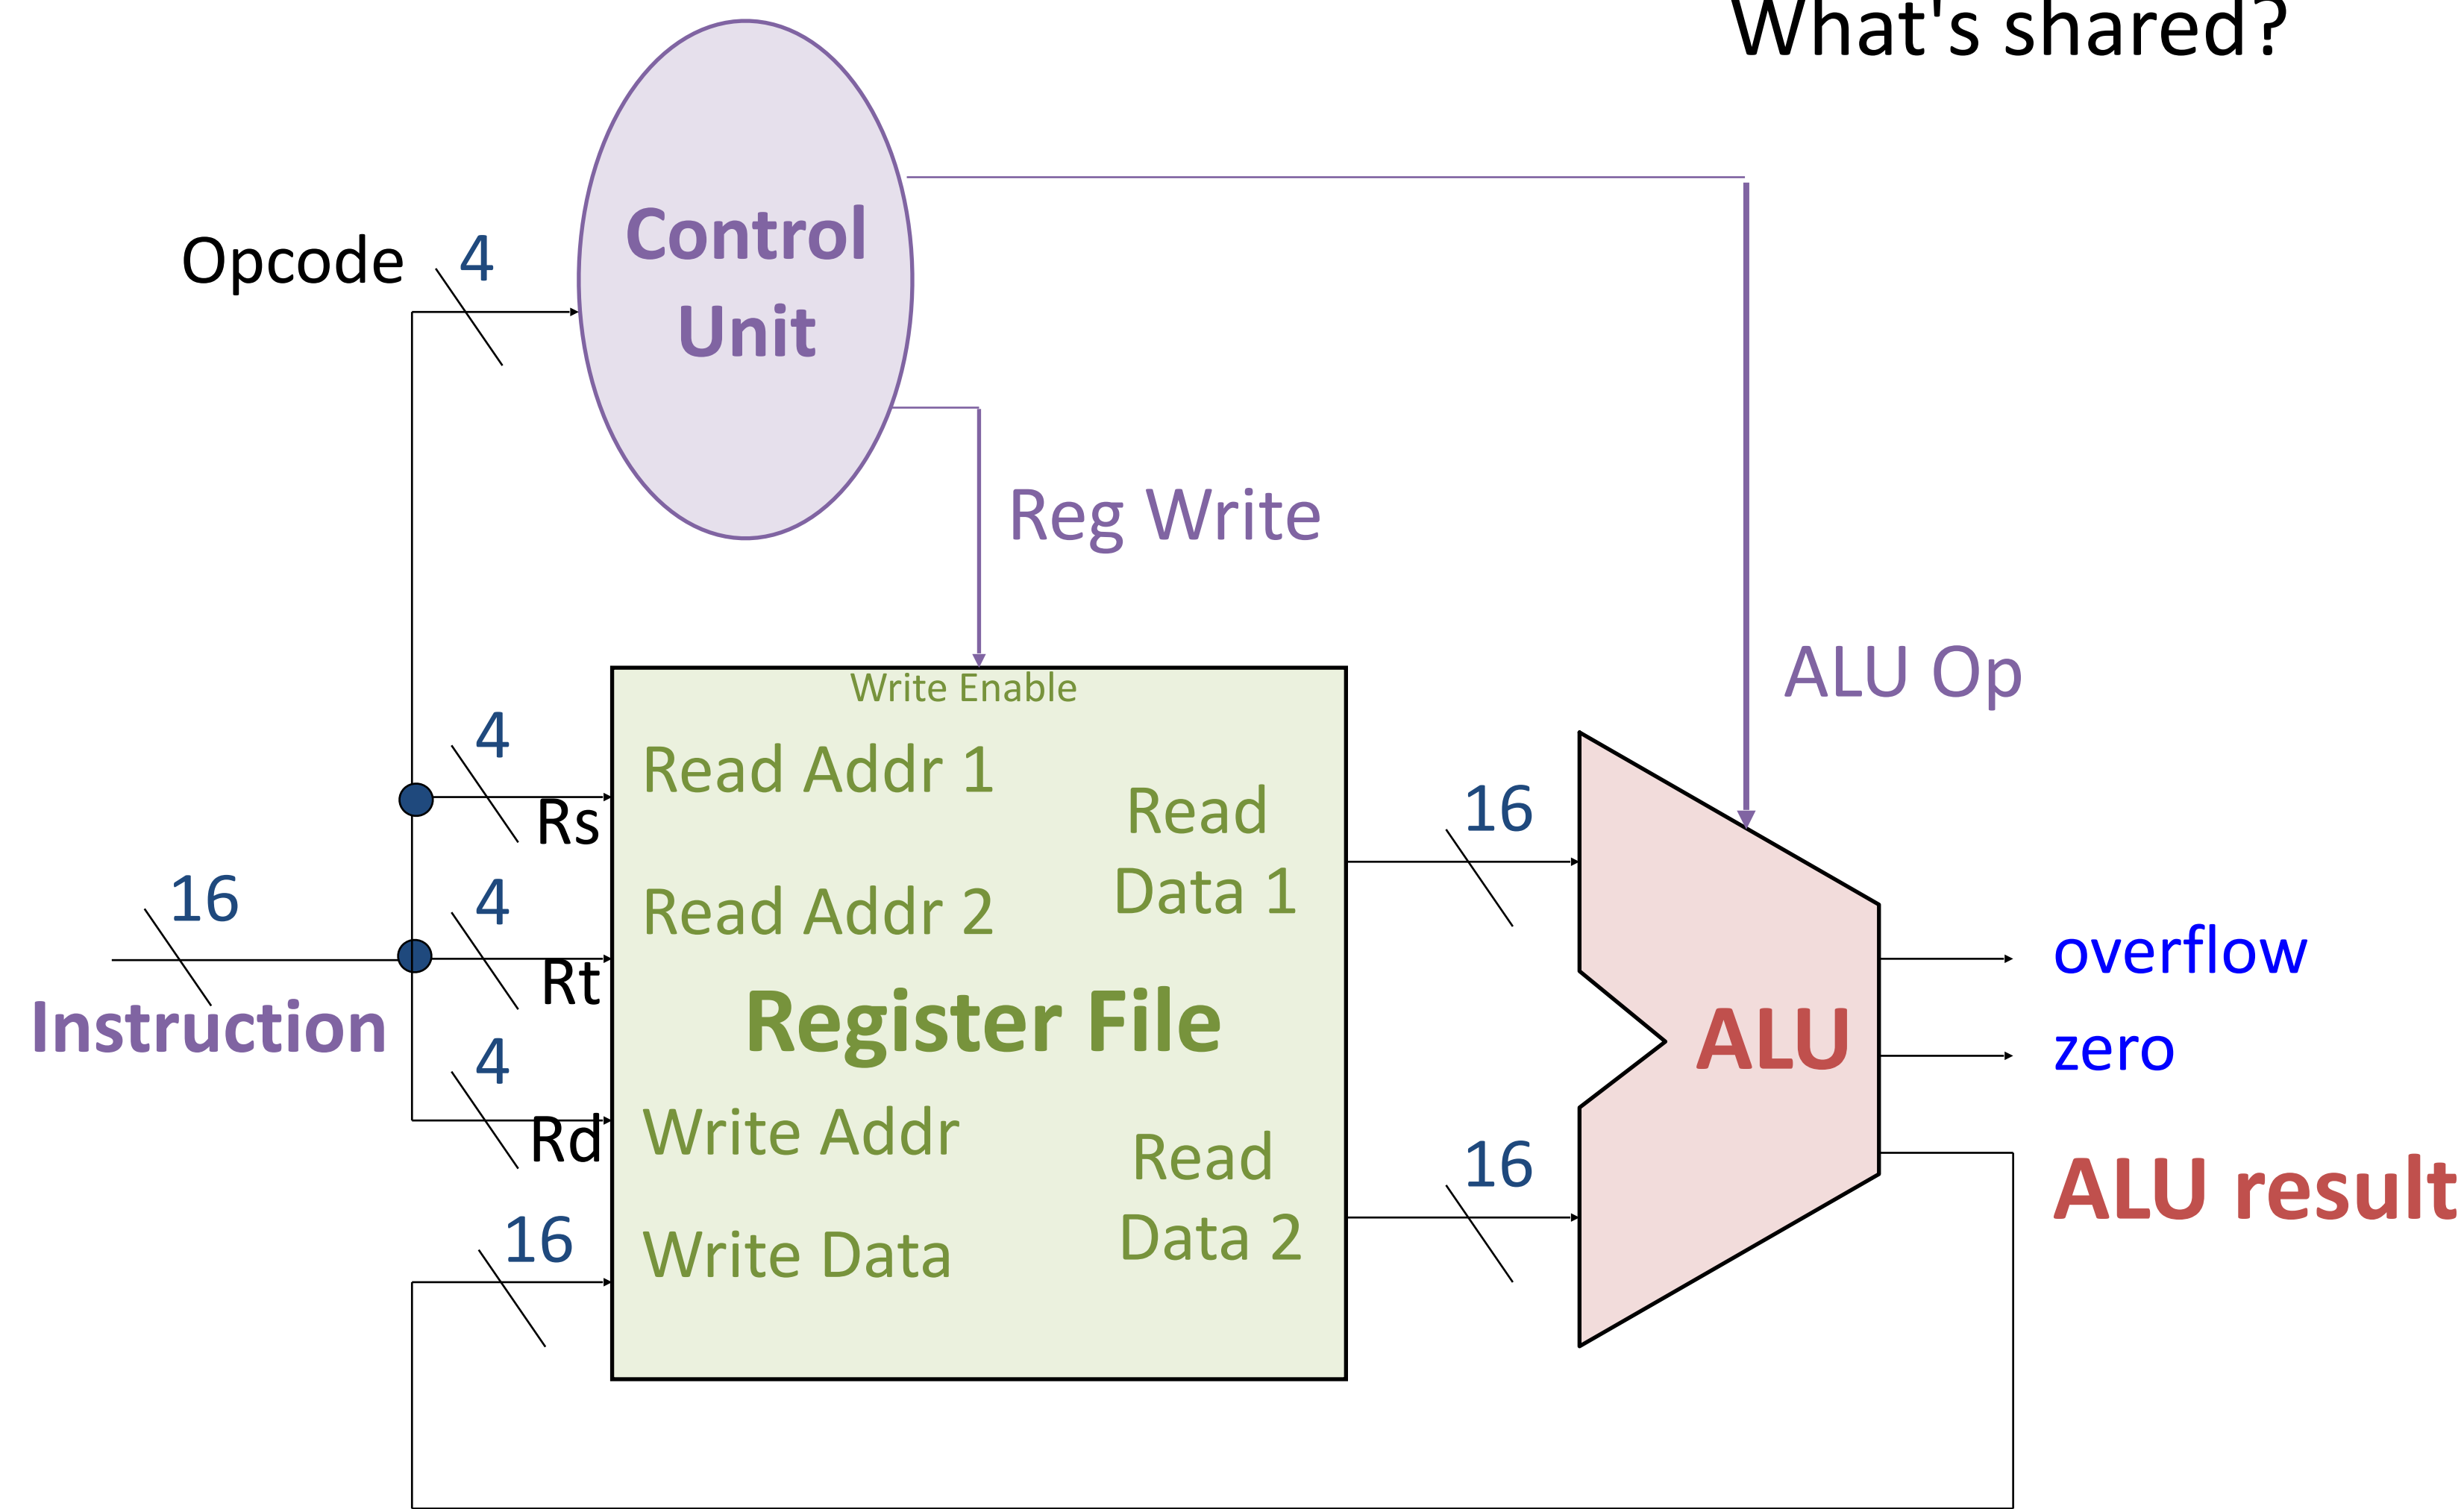 What's shared?
Control
Unit
Opcode
4
Reg Write
ALU Op
Write Enable
4
Rs
Read Addr 1
Read
Data 1
16
16
Instruction
4
Rt
Read Addr 2
Register File
ALU
overflow
zero
ALU result
4
Rd
Write Addr
Read
Data 2
16
16
Write Data